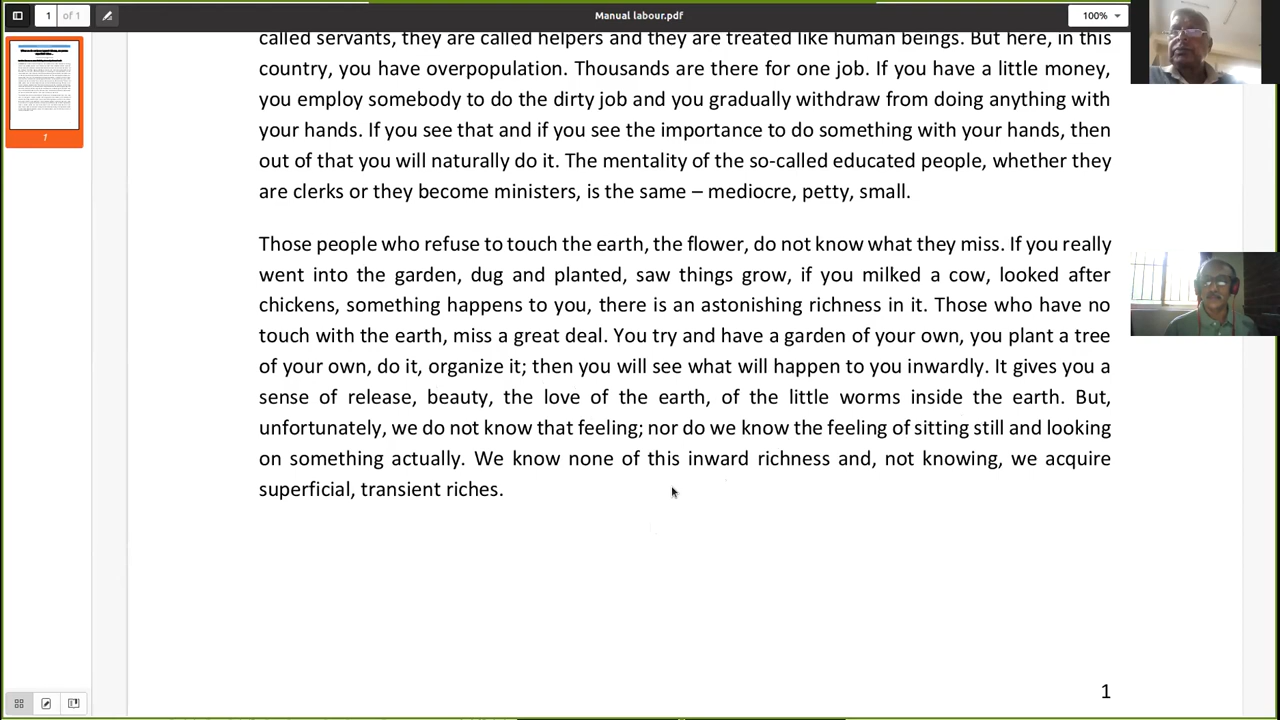 1 of 1
Manual labour.pdf
100%
called servants, they are called helpers and they are treated like human beings. But here, in this
country, you have overpopulation. Thousands are there for one job. If you have a little money,
you employ somebody to do the dirty job and you gradually withdraw from doing anything with
your hands. If you see that and if you see the importance to do something with your hands, then
out of that you will naturally do it. The mentality of the so-called educated people, whether they
are clerks or they become ministers, is the same – mediocre, petty, small.
Those people who refuse to touch the earth, the flower, do not know what they miss. If you really
went into the garden, dug and planted, saw things grow, if you milked a cow, looked after
chickens, something happens to you, there is an astonishing richness in it. Those who have no
touch with the earth, miss a great deal. You try and have a garden of your own, you plant a tree
of your own, do it, organize it; then you will see what will happen to you inwardly. It gives you a
sense of release, beauty, the love of the earth, of the little worms inside the earth. But,
unfortunately, we do not know that feeling; nor do we know the feeling of sitting still and looking
on something actually. We know none of this inward richness and, not knowing, we acquire
superficial, transient riches.
1
1